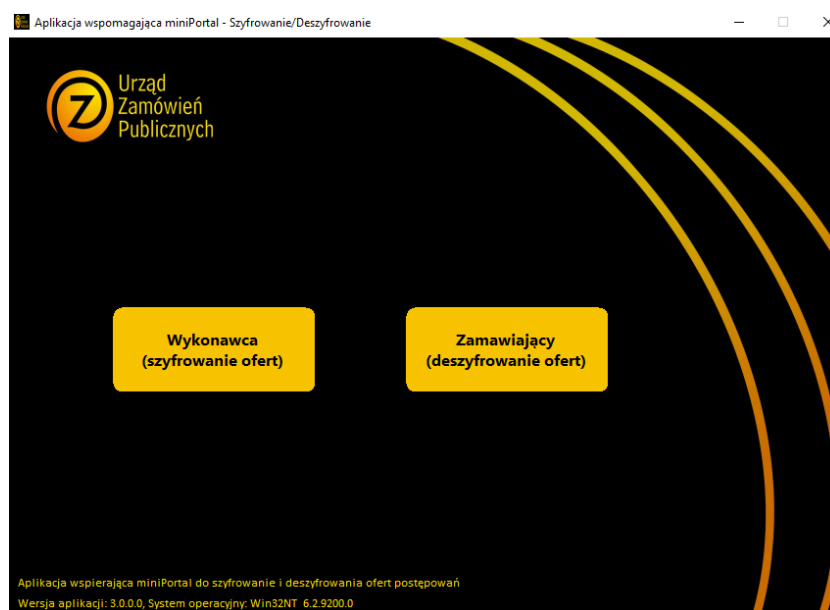 Aplikacja wspomagająca miniPortal - Szyfrowanie/Deszyfrowanie
Urząd
Zamówień
Publicznych
Wykonawca
(szyfrowanie ofert)
Zamawiający
(deszyfrowanie ofert)
Aplikacja wspierająca miniPortal do szyfrowanie i deszyfrowania ofert postępowań
Wersja aplikacji: 3.0.0.0, System operacyjny: Win32NT 6.2.9200.0